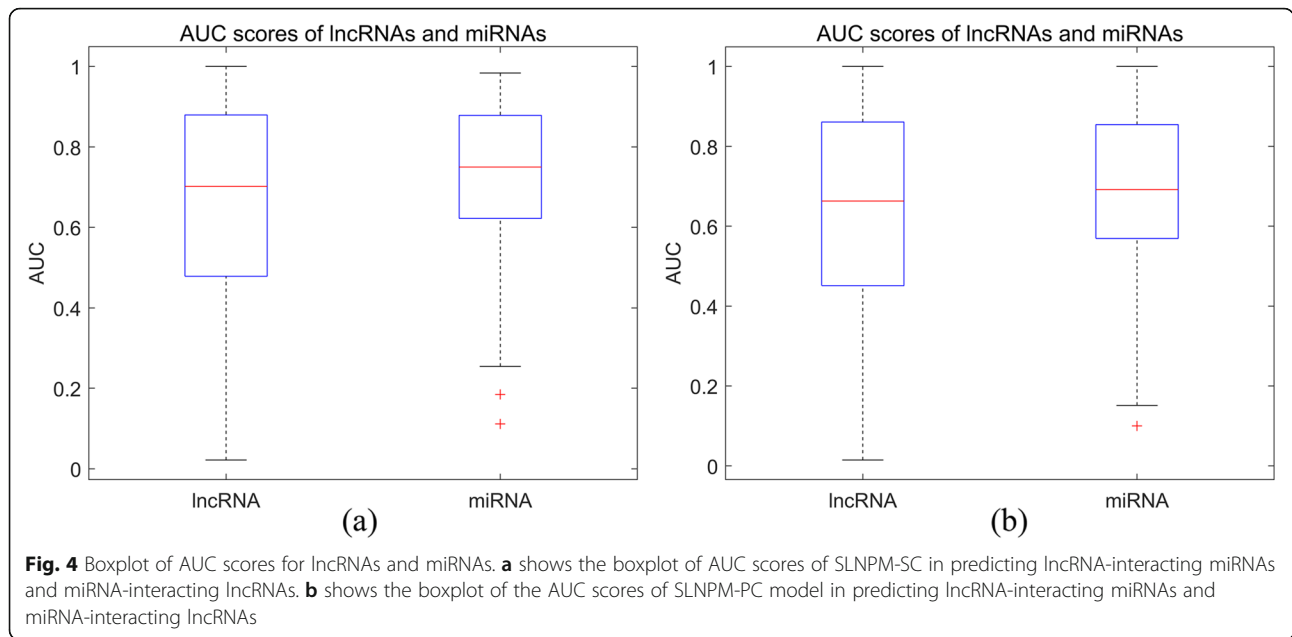 AUC scores of lncRNAs and miRNAs
1
0.8
0.6
0.4
0.2
0
AUC
lncRNA
miRNA
(a)
AUC scores of lncRNAs and miRNAs
1
0.8
0.6
0.4
0.2
0
AUC
lncRNA
miRNA
(b)
Fig. 4 Boxplot of AUC scores for lncRNAs and miRNAs. a shows the boxplot of AUC scores of SLNPM-SC in predicting lncRNA-interacting miRNAs
and miRNA-interacting lncRNAs. b shows the boxplot of the AUC scores of SLNPM-PC model in predicting lncRNA-interacting miRNAs and
miRNA-interacting lncRNAs